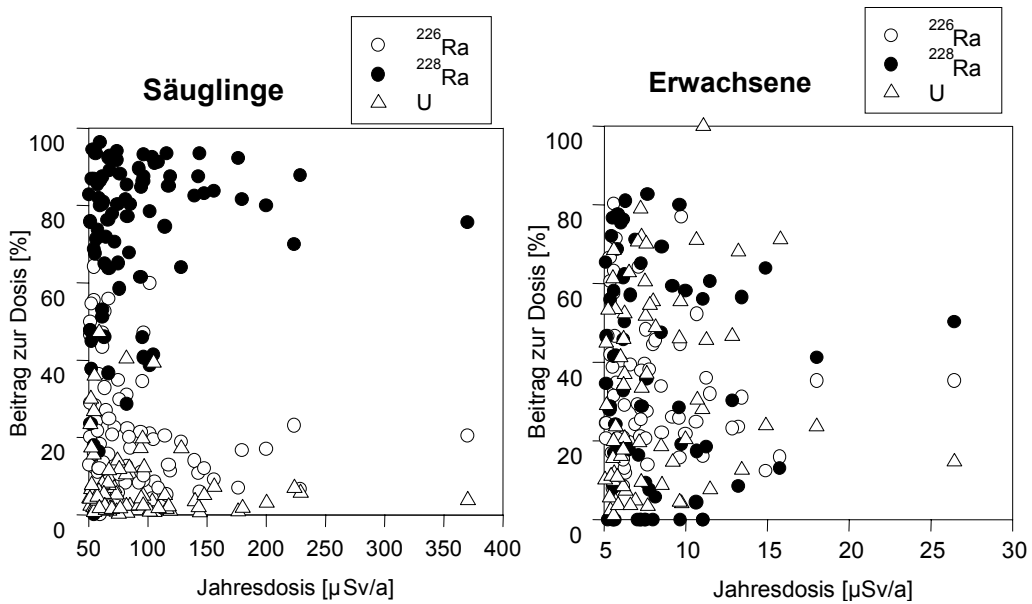 226Ra
228Ra
U
Säuglinge
Beitrag zur Dosis [%]
100
80
60
40
20
0
50 100 150 200 250 300 350 400
Jahresdosis [µSv/a]
226Ra
228Ra
U
Erwachsene
Beitrag zur Dosis [%]
100
80
60
40
20
0
5 10 15 20 25 30
Jahresdosis [µSv/a]